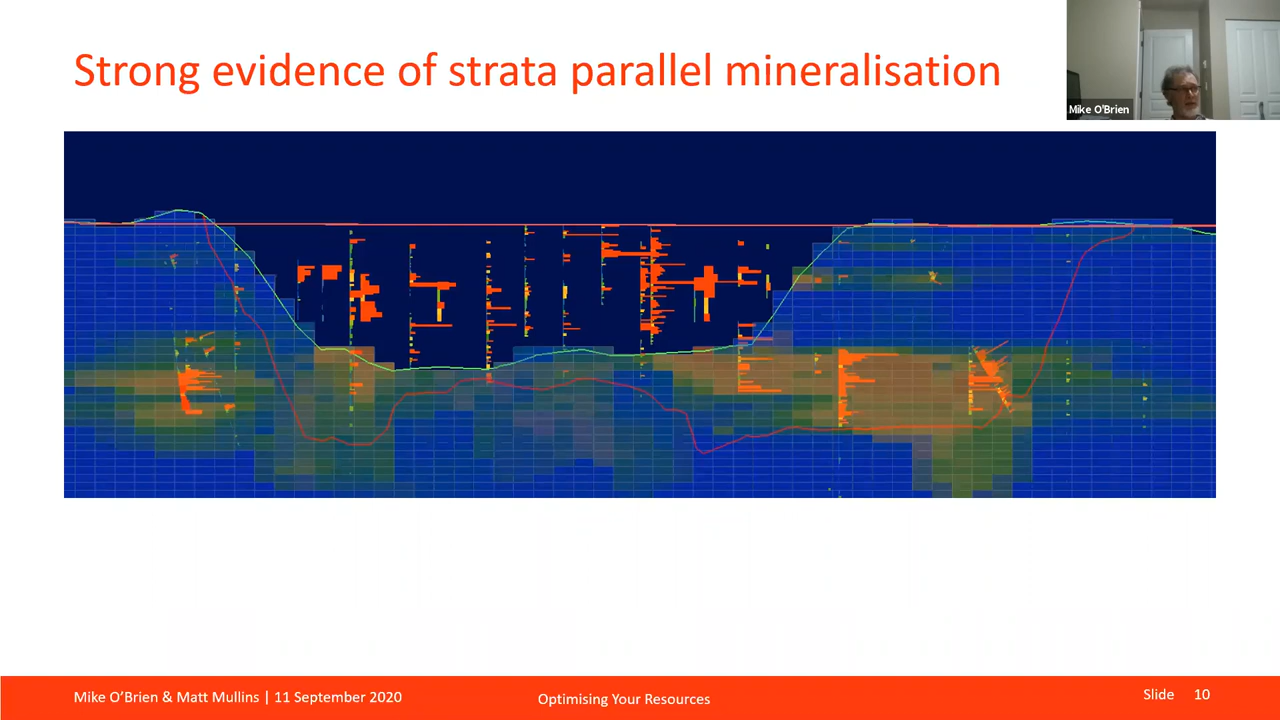 Strong evidence of strata parallel mineralisation
Mike O'Brien
Mike O’Brien & Matt Mullins | 11 September 2020
Optimising Your Resources
Slide 10